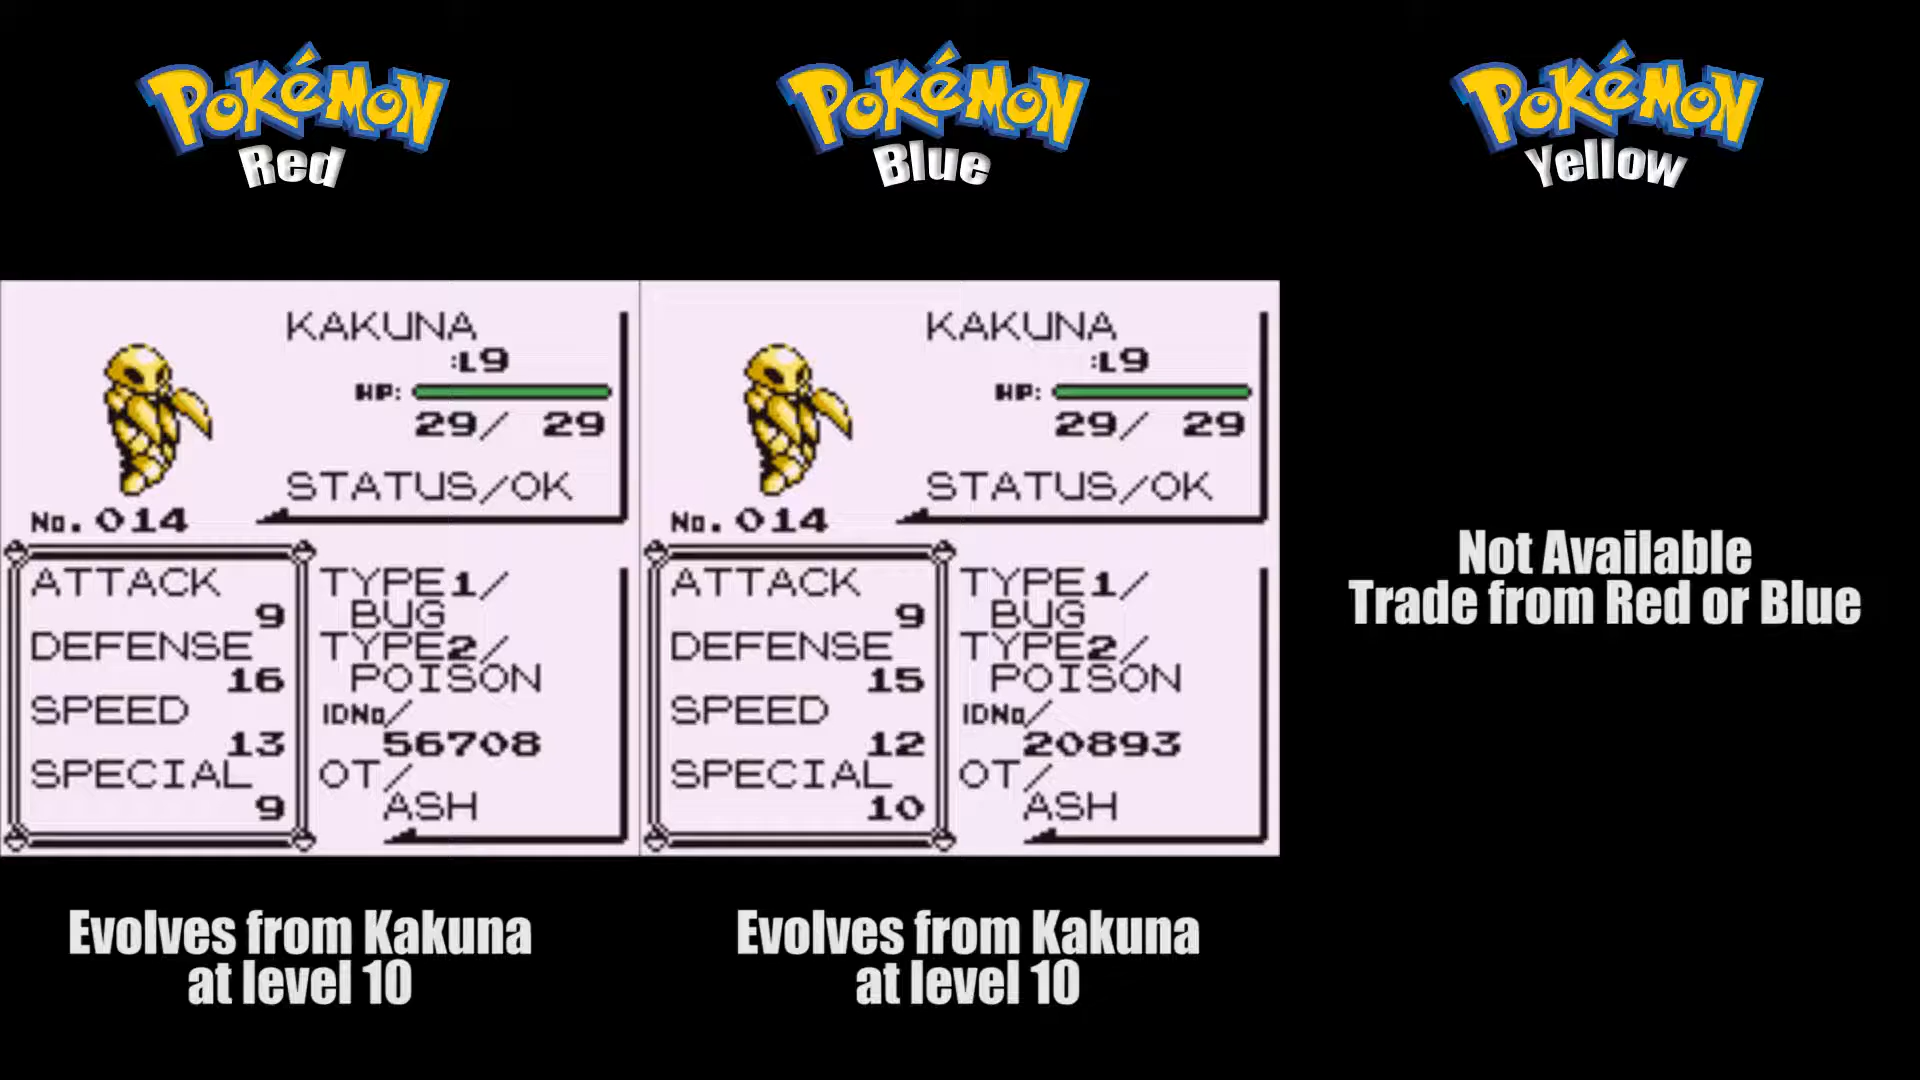 POKéMON
Red
POKéMON
Blue
POKéMON
Yellow
KAKUNA
:L9
HP:
29/ 29
STATUS/OK
No.014
ATTACK
9
DEFENSE
16
SPEED
13
SPECIAL
9
TYPE1/
BUG
TYPE2/
POISON
IDNo/
56708
OT/
ASH
KAKUNA
:L9
HP:
29/ 29
STATUS/OK
No.014
ATTACK
9
DEFENSE
15
SPEED
12
SPECIAL
10
TYPE1/
BUG
TYPE2/
POISON
IDNo/
20893
OT/
ASH
Not Available
Trade from Red or Blue
Evolves from Kakuna
at level 10
Evolves from Kakuna
at level 10